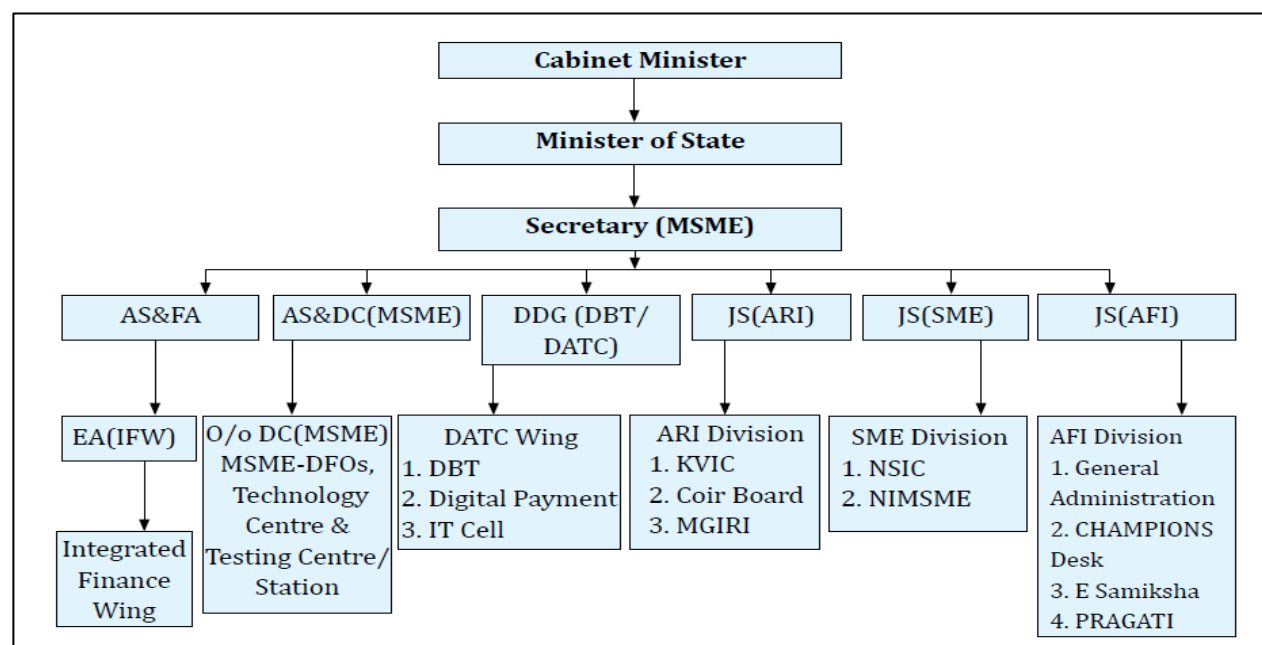 Cabinet Minister
Minister of State
Secretary (MSME)
AS&FA
AS&DC(MSME)
DDG (DBT/
DATC)
JS(ARI)
JS(SME)
JS(AFI)
EA(IFW)
Integrated
Finance
Wing
O/o DC(MSME)
MSME-DFOs,
Technology
Centre &
Testing Centre/
Station
DATC Wing
1. DBT
2. Digital Payment
3. IT Cell
ARI Division
1. KVIC
2. Coir Board
3. MGIRI
SME Division
1. NSIC
2. NIMSME
AFI Division
1. General
Administration
2. CHAMPIONS
Desk
3. E Samiksha
4. PRAGATI